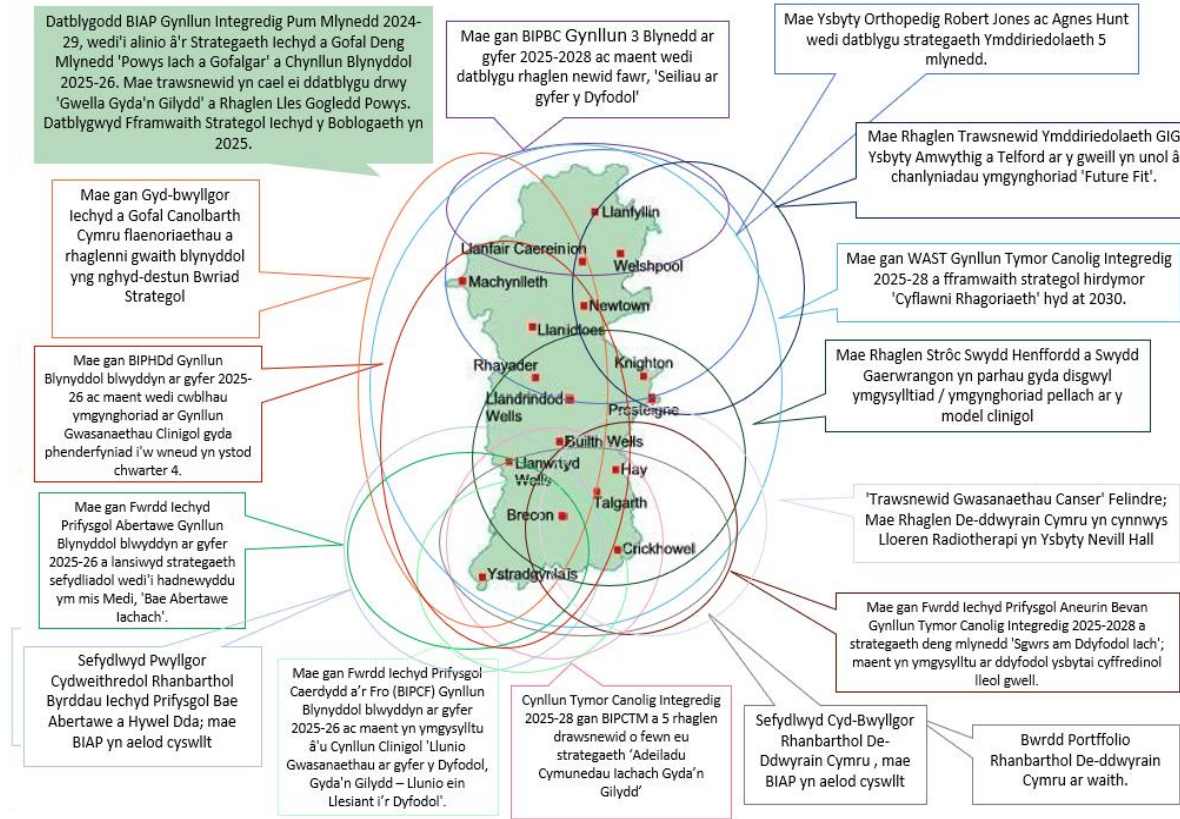 Datblygodd BIAP Gynllun Integredig Pum Mlynedd 2024-
29, wedi'i alinio â'r Strategaeth Iechyd a Gofal Deng
Mlynedd 'Powys Iach a Gofalgar' a Chynllun Blynyddol
2025-26. Mae trawsnewid yn cael ei ddatblygu drwy
'Gwella Gyda'n Gilydd' a Rhaglen Lles Gogledd Powys.
Datblygwyd Fframwaith Strategol Iechyd y Boblogaeth yn
2025.
Mae gan BIPBC Gynllun 3 Blynedd ar
gyfer 2025-2028 ac maent wedi
datblygu rhaglen newid fawr, 'Seiliau ar
gyfer y Dyfodol'
Mae Ysbyty Orthopedig Robert Jones ac Agnes Hunt
wedi datblygu strategaeth Ymddiriedolaeth 5
mlynedd.
Mae Rhaglen Trawsnewid Ymddiriedolaeth GIG
Ysbyty Amwythig a Telford ar y gweill yn unol â
chanlyniadau ymgynghoriad 'Future Fit'.
Mae gan Gyd-bwyllgor
Iechyd a Gofal Canolbarth
Cymru flaenoriaethau a
rhaglenni gwaith blynyddol
yng nghyd-destun Bwriad
Strategol
Mae gan WAST Gynllun Tymor Canolig Integredig
2025-28 a fframwaith strategol hirdymor
'Cyflawni Rhagoriaeth' hyd at 2030.
Mae gan BIPHDd Gynllun
Blynyddol blwyddyn ar gyfer 2025-
26 ac maent wedi cwblhau
ymgynghoriad ar Gynllun
Gwasanaethau Clinigol gyda
phenderfyniad i'w wneud yn ystod
chwarter 4.
Mae Rhaglen Strôc Swydd Henffordd a Swydd
Gaerwrangon yn parhau gyda disgwyl
ymgysylltiad / ymgynghoriad pellach ar y
model clinigol
Llanfyllin
Llanfair Caereinion
Welshpool
Machynlleth
Newtown
Llanidloes
Rhayader
Knighton
Llandrindod
Wells
Presteigne
Builth Wells
Llanwrtyd
Wells
Hay
Talgarth
Brecon
Crickhowel
Ystradgynlais
Mae gan Fwrdd Iechyd
Prifysgol Abertawe Gynllun
Blynyddol blwyddyn ar gyfer
2025-26 a lansiwyd strategaeth
sefydliadol wedi'i hadnewyddu
ym mis Medi, 'Bae Abertawe
Iachach'.
'Trawsnewid Gwasanaethau Canser' Felindre;
Mae Rhaglen De-ddwyrain Cymru yn cynnwys
Lloeren Radiotherapi yn Ysbyty Nevill Hall
Mae gan Fwrdd Iechyd Prifysgol Aneurin Bevan
Gynllun Tymor Canolig Integredig 2025-2028 a
strategaeth deng mlynedd 'Sgwrs am Ddyfodol Iach';
maent yn ymgysylltu ar ddyfodol ysbytai cyffredinol
lleol gwell.
Sefydlwyd Pwyllgor
Cydweithredol Rhanbarthol
Byrddau Iechyd Prifysgol Bae
Abertawe a Hywel Dda; mae
BIAP yn aelod cyswllt
Mae gan Fwrdd Iechyd Prifysgol
Caerdydd a'r Fro (BIPCF) Gynllun
Blynyddol blwyddyn ar gyfer
2025-26 ac maent yn ymgysylltu
â'u Cynllun Clinigol 'Llunio
Gwasanaethau ar gyfer y Dyfodol,
Gyda'n Gilydd – Llunio ein
Llesiant i'r Dyfodol'.
Cynllun Tymor Canolig Integredig
2025-28 gan BIPCTM a 5 rhaglen
drawsnewid o fewn eu
strategaeth 'Adeiladu
Cymunedau Iachach Gyda'n
Gilydd'
Sefydlwyd Cyd-Bwyllgor
Rhanbarthol De-
Ddwyrain Cymru , mae
BIAP yn aelod cyswllt
Bwrdd Portffolio
Rhanbarthol De-ddwyrain
Cymru ar waith.